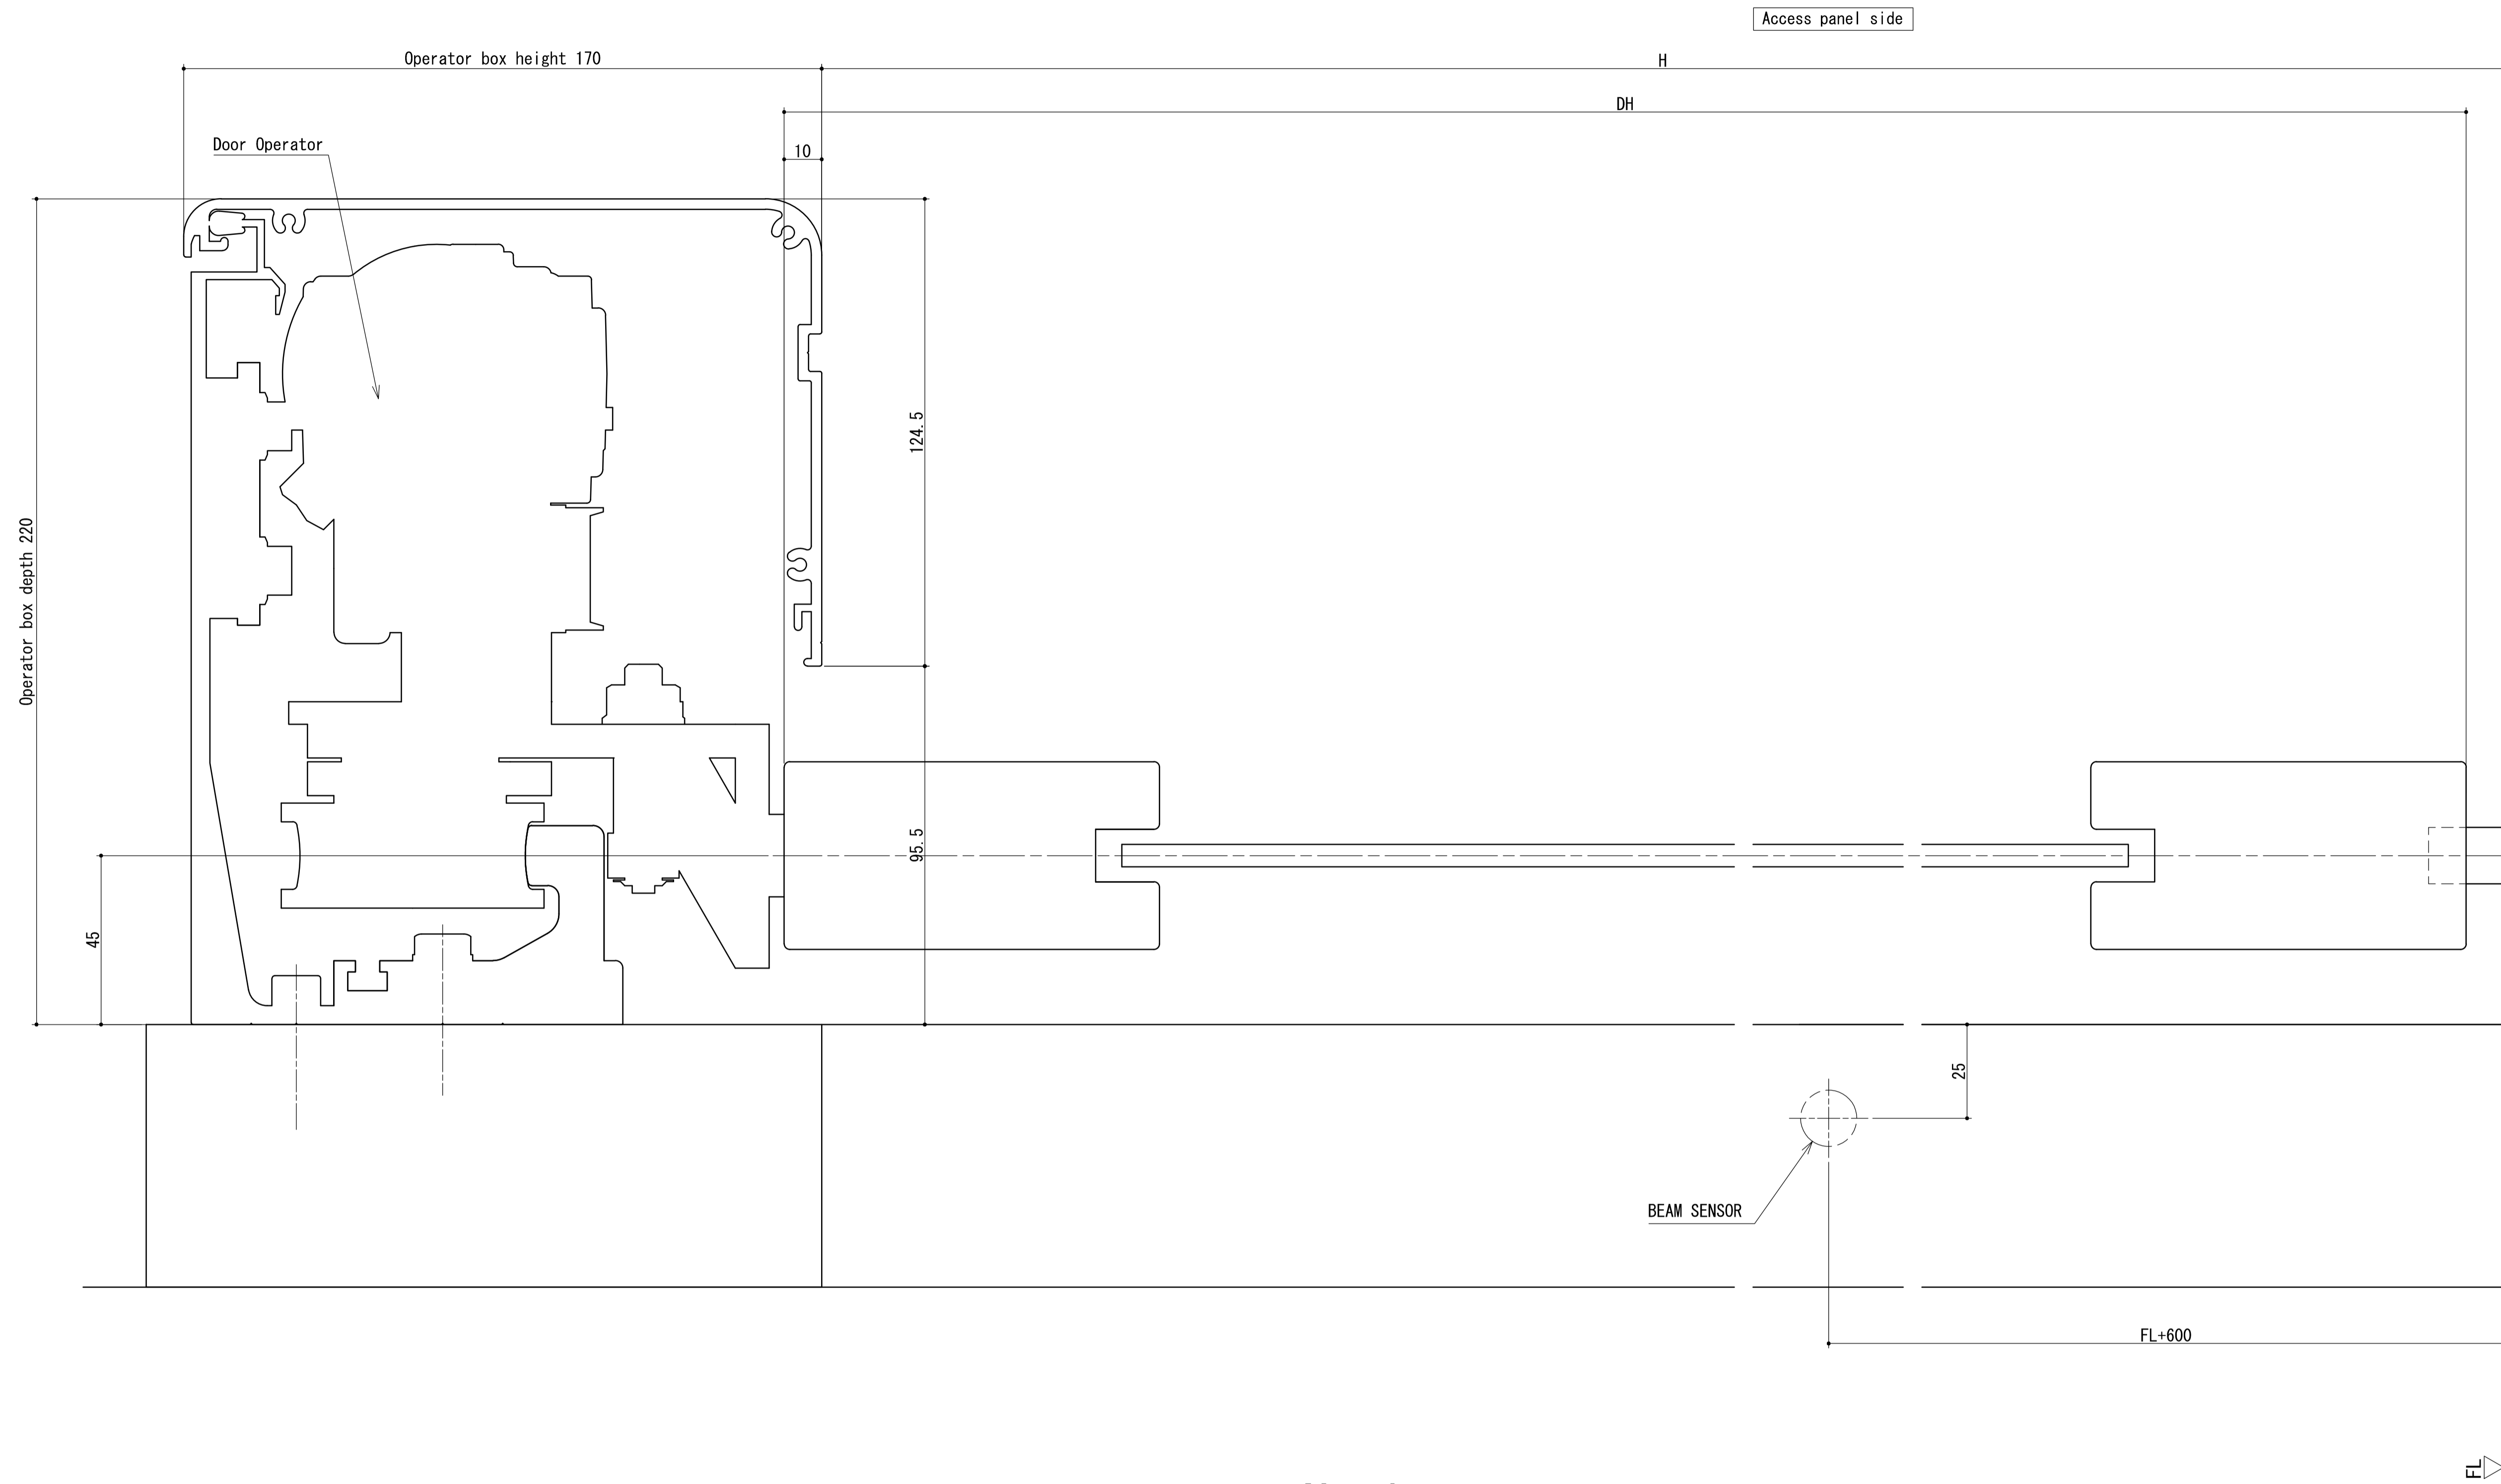 Access panel side
Operator box height 170
H
DH
Door Operator
10
124.5
Operator box depth 220
95.5
45
25
BEAM SENSOR
FL+600
FL